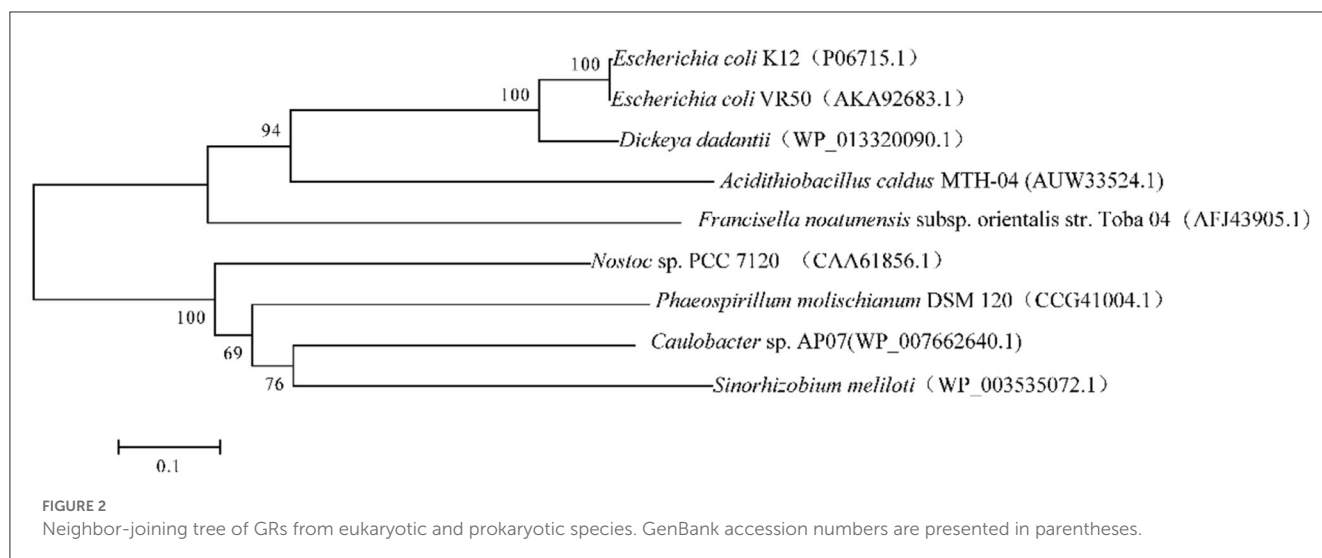 100
Escherichia coli K12（P06715.1）
100
Escherichia coli VR50（AKA92683.1）
94
Dickeya dadantii（WP_013320090.1）
Acidithiobacillus caldus MTH-04 (AUW33524.1)
Francisella noatunensis subsp. orientalis str. Toba 04（AFJ43905.1）
Nostoc sp. PCC 7120 （CAA61856.1）
100
Phaeospirillum molischianum DSM 120（CCG41004.1）
69
Caulobacter sp. AP07(WP_007662640.1)
76
Sinorhizobium meliloti（WP_003535072.1）
0.1
FIGURE 2
Neighbor-joining tree of GRs from eukaryotic and prokaryotic species. GenBank accession numbers are presented in parentheses.